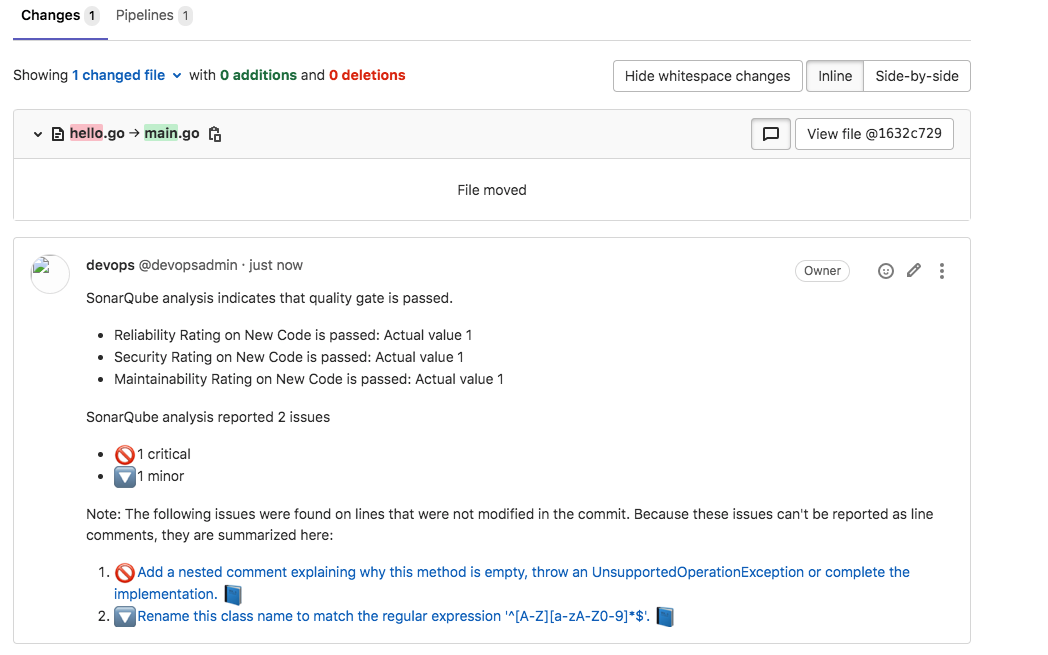 Changes 1 Pipelines 1
Showing 1 changed file with 0 additions and 0 deletions
Hide whitespace changes Inline Side-by-side
hello.go → main.go
View file @1632c729
File moved
devops @devopsadmin · just now
Owner
SonarQube analysis indicates that quality gate is passed.
• Reliability Rating on New Code is passed: Actual value 1
• Security Rating on New Code is passed: Actual value 1
• Maintainability Rating on New Code is passed: Actual value 1
SonarQube analysis reported 2 issues
• 1 critical
• 1 minor
Note: The following issues were found on lines that were not modified in the commit. Because these issues can't be reported as line
comments, they are summarized here:
1. Add a nested comment explaining why this method is empty, throw an UnsupportedOperationException or complete the
implementation.
2. Rename this class name to match the regular expression '^[A-Z][a-zA-Z0-9]*$'.